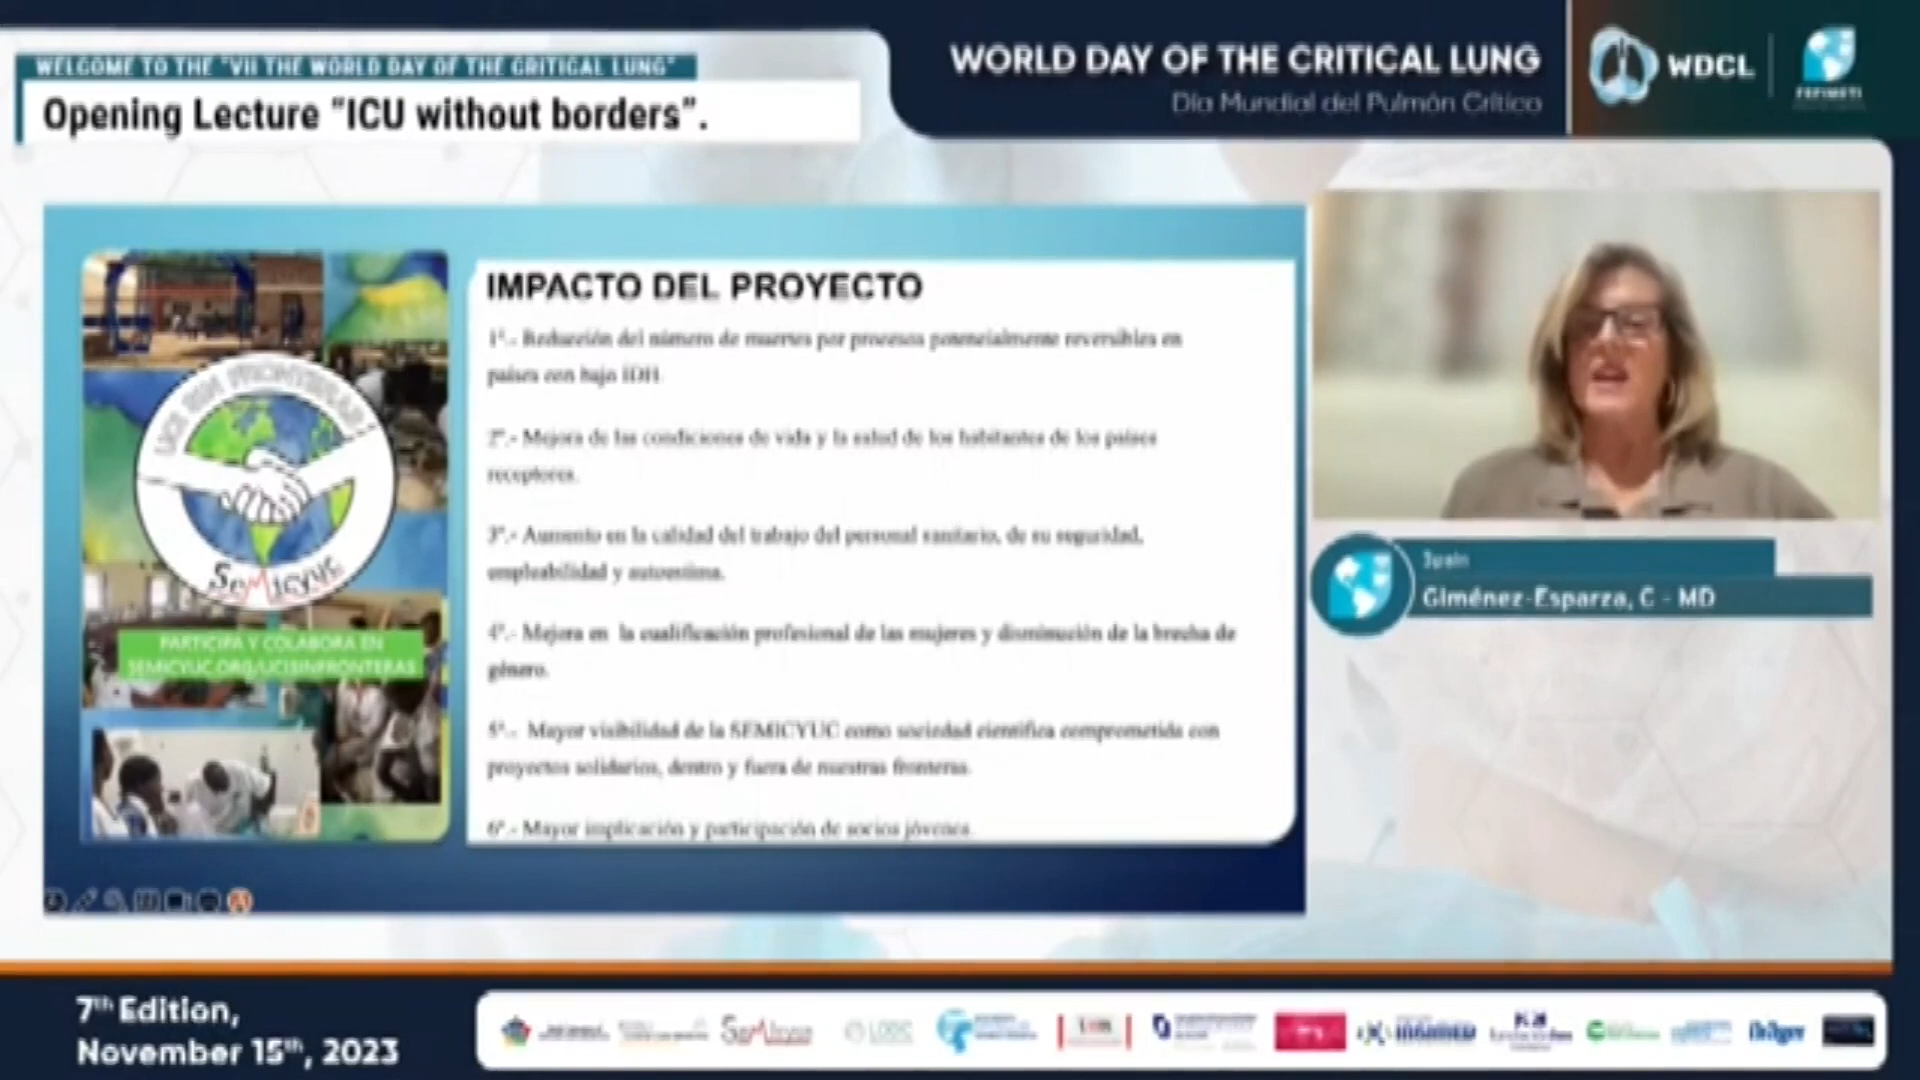 WELCOME TO THE "VII THE WORLD DAY OF THE CRITICAL LUNG"
Opening Lecture "ICU without borders".
WORLD DAY OF THE CRITICAL LUNG
Día Mundial del Pulmón Crítico
WDCL
FEPIMCTI
IMPACTO DEL PROYECTO
1º.- Reducción del número de muertes por procesos potencialmente reversibles en
países con bajo IDH.
2º.- Mejora de las condiciones de vida y la salud de los habitantes de los países
receptores.
3º.- Aumento en la calidad del trabajo del personal sanitario, de su seguridad,
empleabilidad y autoestima.
4º.- Mejora en la cualificación profesional de las mujeres y disminución de la brecha de
género.
5º.- Mayor visibilidad de la SEMICYUC como sociedad científica comprometida con
proyectos solidarios, dentro y fuera de nuestras fronteras.
6º.- Mayor implicación y participación de socios jóvenes.
UCI SIN FRONTERAS
SeMicyuc
PARTICIPA Y COLABORA EN
SEMICYUC.ORG/UCISINFRONTERAS
Spain
Giménez-Esparza, C - MD
7th Edition,
November 15th, 2023
SeMicyuc
Dräger